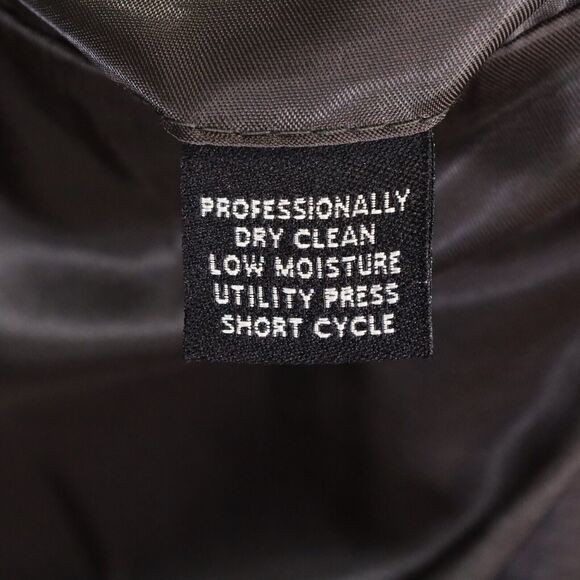 PROFESSIONALLY
DRY CLEAN
LOW MOISTURE
UTILITY PRESS
SHORT CYCLE